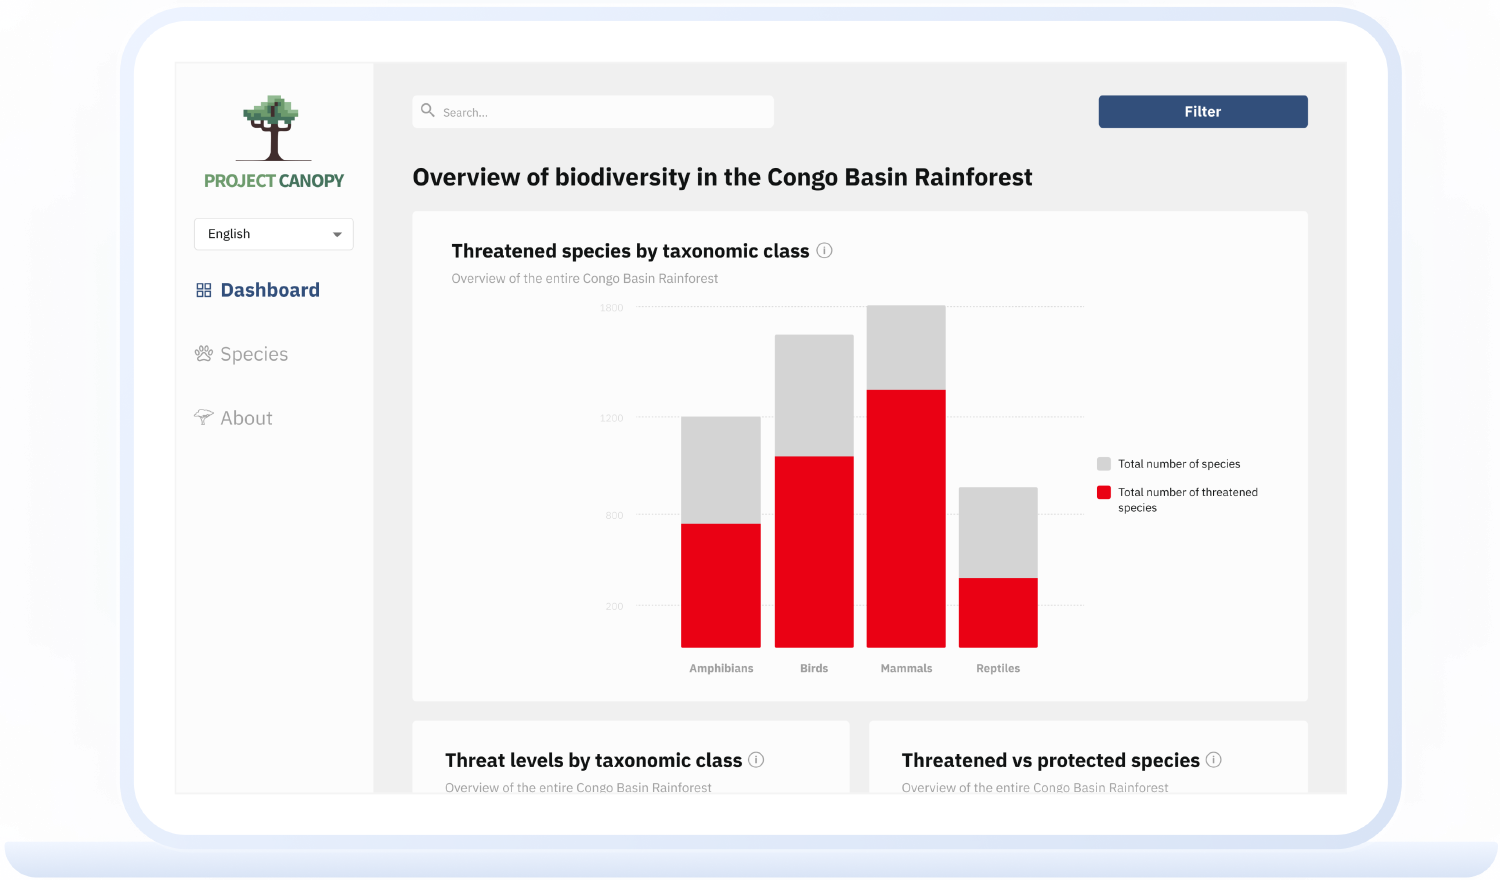 PROJECT CANOPY
English
Dashboard
Species
About
Search...
Filter
Overview of biodiversity in the Congo Basin Rainforest
Threatened species by taxonomic class
Overview of the entire Congo Basin Rainforest
1800
1200
800
200
Amphibians
Birds
Mammals
Reptiles
Total number of species
Total number of threatened
species
Threat levels by taxonomic class
Overview of the entire Congo Basin Rainforest
Threatened vs protected species
Overview of the entire Congo Basin Rainforest